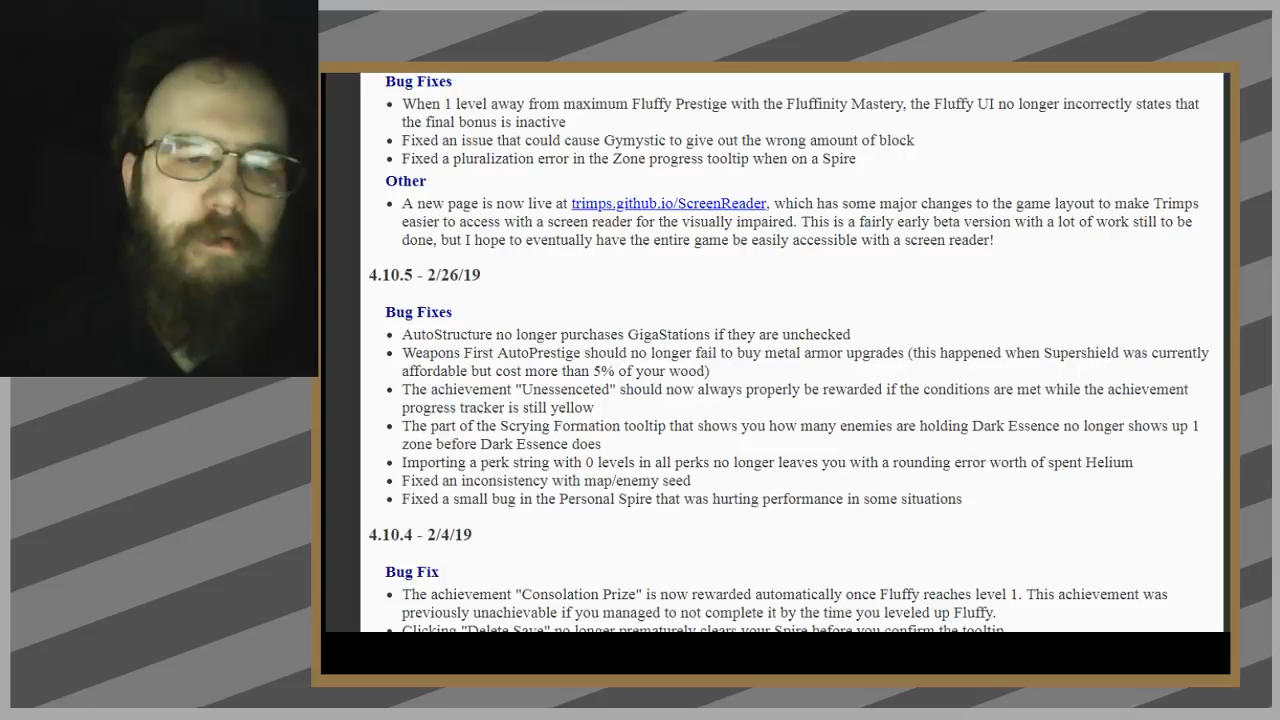 Bug Fixes
• When 1 level away from maximum Fluffy Prestige with the Fluffinity Mastery, the Fluffy UI no longer incorrectly states that
the final bonus is inactive
• Fixed an issue that could cause Gymystic to give out the wrong amount of block
• Fixed a pluralization error in the Zone progress tooltip when on a Spire
Other
• A new page is now live at trimps.github.io/ScreenReader, which has some major changes to the game layout to make Trimps
easier to access with a screen reader for the visually impaired. This is a fairly early beta version with a lot of work still to be
done, but I hope to eventually have the entire game be easily accessible with a screen reader!
4.10.5 - 2/26/19
Bug Fixes
• AutoStructure no longer purchases GigaStations if they are unchecked
• Weapons First AutoPrestige should no longer fail to buy metal armor upgrades (this happened when Supershield was currently
affordable but cost more than 5% of your wood)
• The achievement "Unessenceted" should now always properly be rewarded if the conditions are met while the achievement
progress tracker is still yellow
• The part of the Scrying Formation tooltip that shows you how many enemies are holding Dark Essence no longer shows up 1
zone before Dark Essence does
• Importing a perk string with 0 levels in all perks no longer leaves you with a rounding error worth of spent Helium
• Fixed an inconsistency with map/enemy seed
• Fixed a small bug in the Personal Spire that was hurting performance in some situations
4.10.4 - 2/4/19
Bug Fix
• The achievement "Consolation Prize" is now rewarded automatically once Fluffy reaches level 1. This achievement was
previously unachievable if you managed to not complete it by the time you leveled up Fluffy.
• Clicking "Delete Save" no longer prematurely clears your Spire before you confirm the tooltip